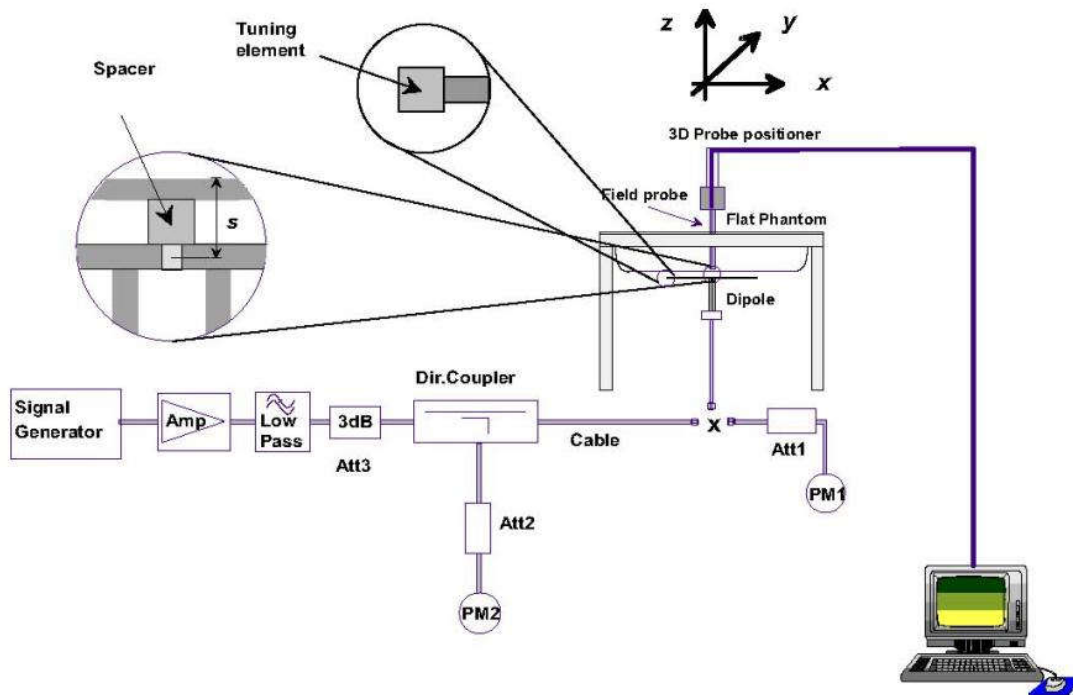 Tuning
element
Spacer
s
z
y
x
3D Probe positioner
Field probe
Flat Phantom
Dipole
Dir.Coupler
Signal
Generator
Amp
Low
Pass
3dB
Att3
Cable
x
Att1
PM1
Att2
PM2